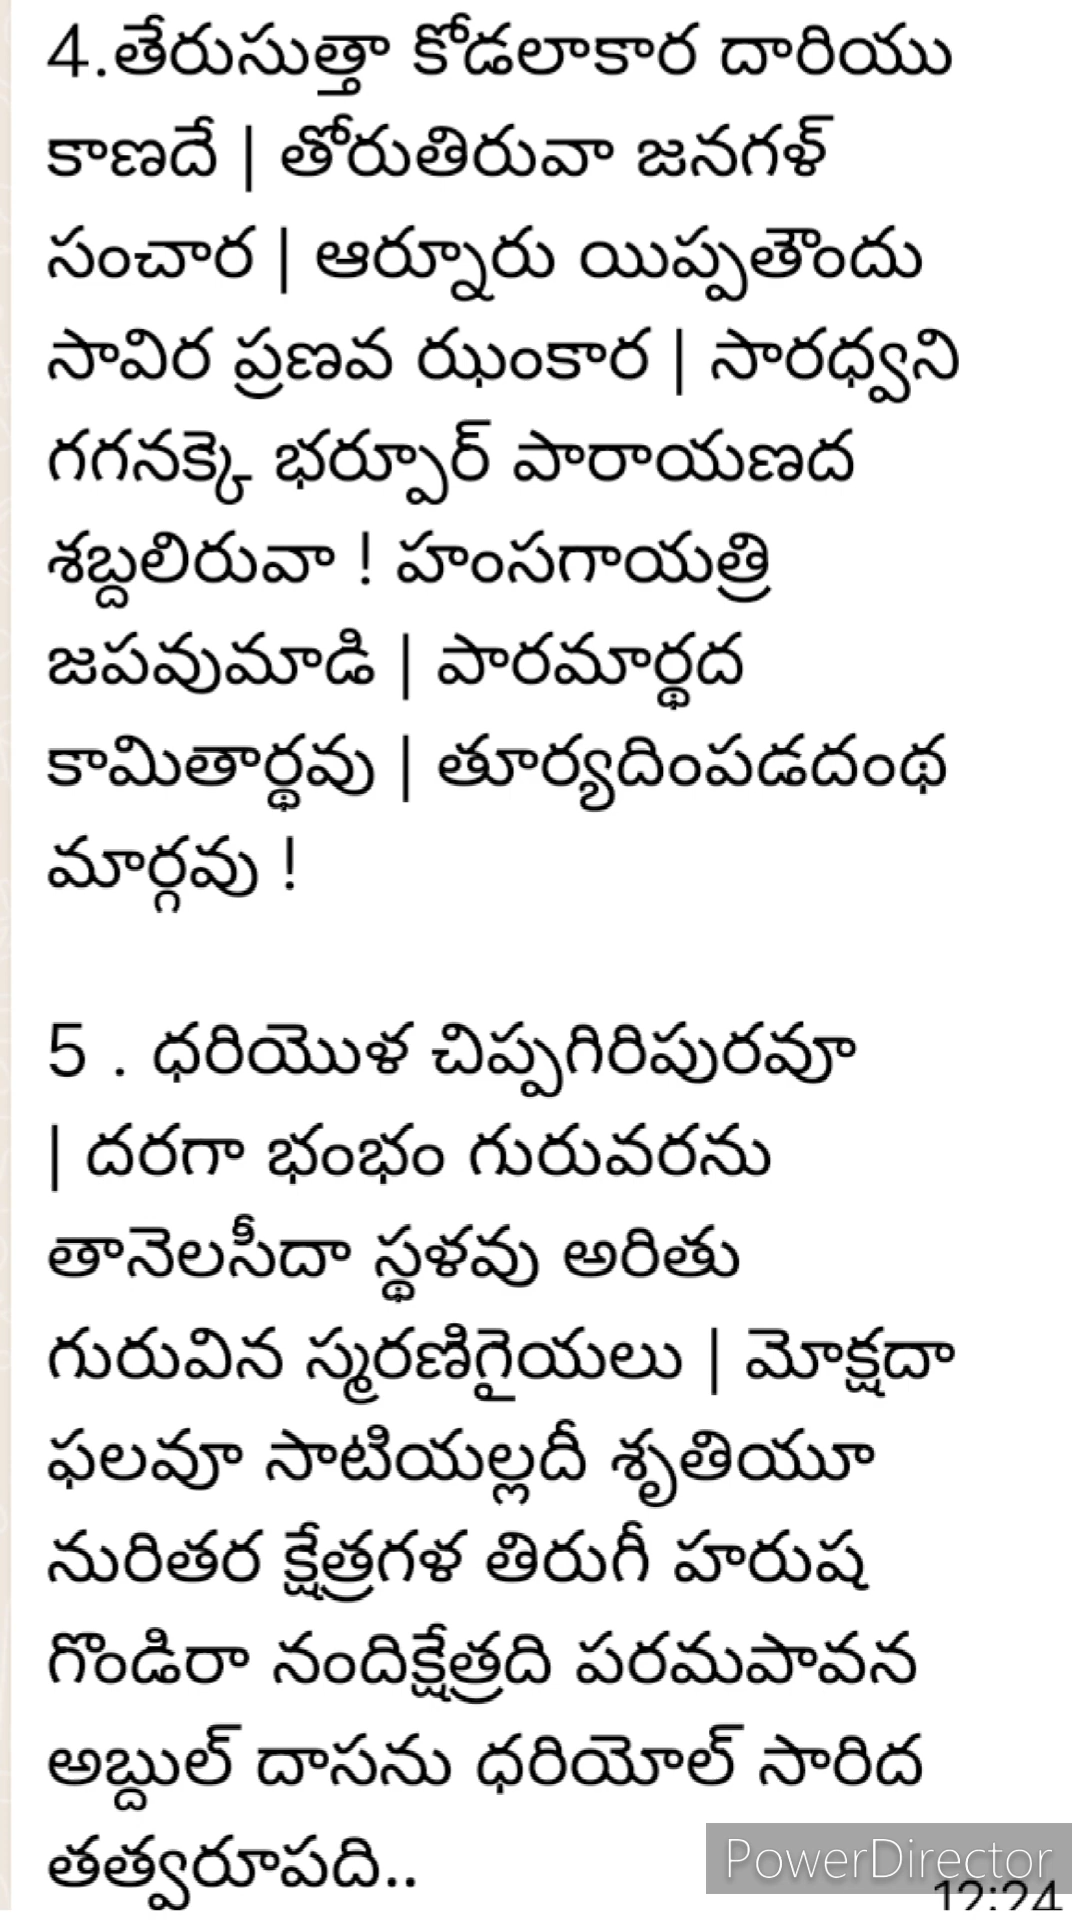 4.తేరుసుత్తా కోడలాకార దారియు
కాణదే | తోరుతిరువా జనగళ్
సంచార | ఆర్నూరు యిప్పతౌందు
సావిర ప్రణవ ఝంకార | సారధ్వని
గగనక్కె భర్పూర్ పారాయణద
శబ్దలిరువా ! హంసగాయత్రి
జపవుమాడి | పారమార్థద
కామితార్థవు | తూర్యదింపడదంథ
మార్గవు !
5 . ధరియొళ చిప్పగిరిపురవూ
| దరగా భంభం గురువరను
తానెలసీదా స్థళవు అరితు
గురువిన స్మరణిగైయలు | మోక్షదా
ఫలవూ సాటియల్లదీ శృతియూ
నురితర క్షేత్రగళ తిరుగీ హరుష
గొండిరా నందిక్షేత్రది పరమపావన
అబ్దుల్ దాసను ధరియోల్ సారిద
తత్వరూపది..
PowerDirector
12:24